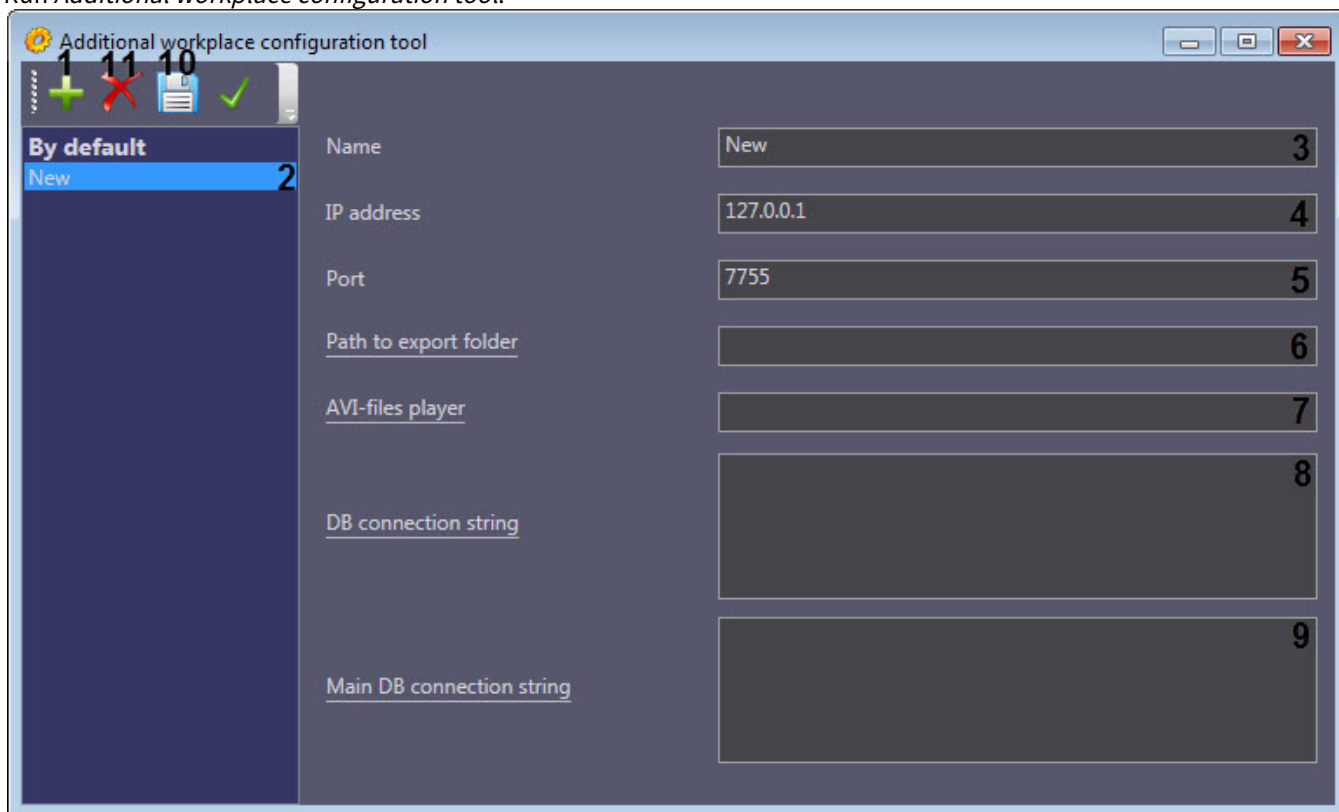 Run Additional workplace configuration tool.
Additional workplace configuration tool
1 11 10
By default
New 2
Name New 3
IP address 127.0.0.1 4
Port 7755 5
Path to export folder 6
AVI-files player 7
8
DB connection string
9
Main DB connection string